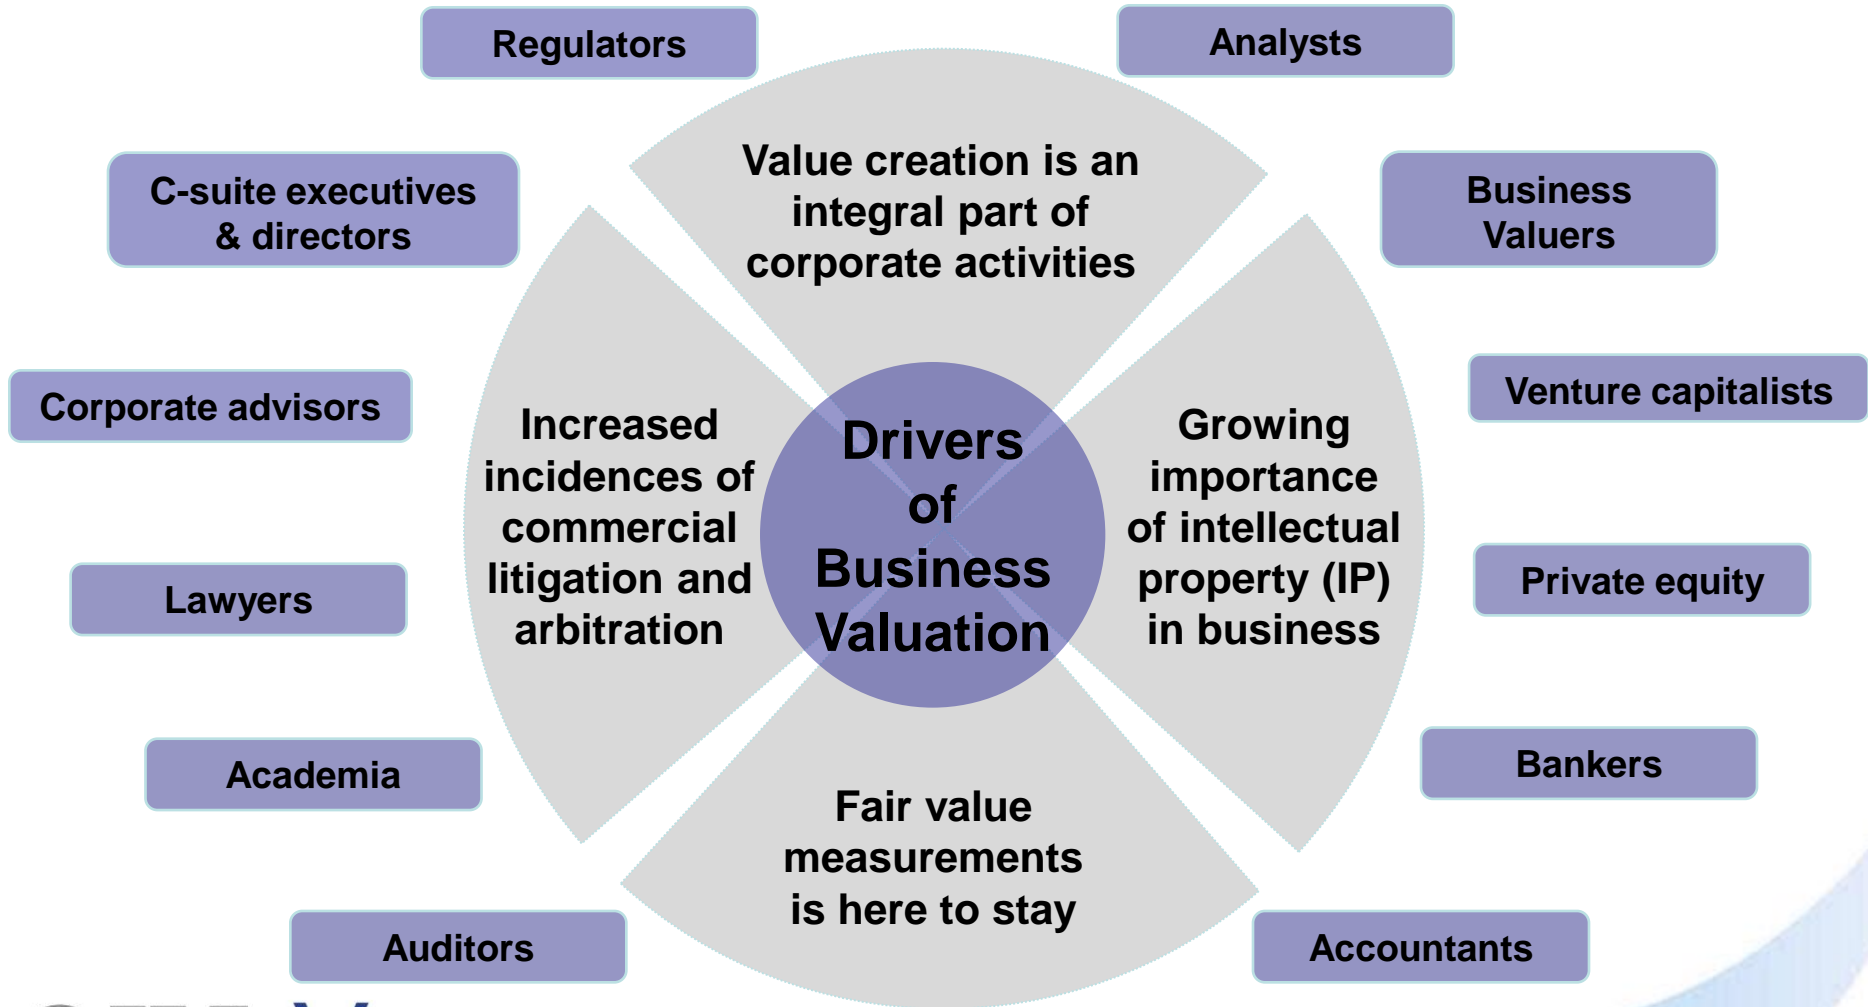 Regulators
Analysts
C-suite executives
& directors
Value creation is an
integral part of
corporate activities
Business
Valuers
Corporate advisors
Venture capitalists
Increased
incidences of
commercial
litigation and
arbitration
Drivers
of
Business
Valuation
Growing
importance
of intellectual
property (IP)
in business
Lawyers
Private equity
Academia
Bankers
Fair value
measurements
is here to stay
Auditors
Accountants